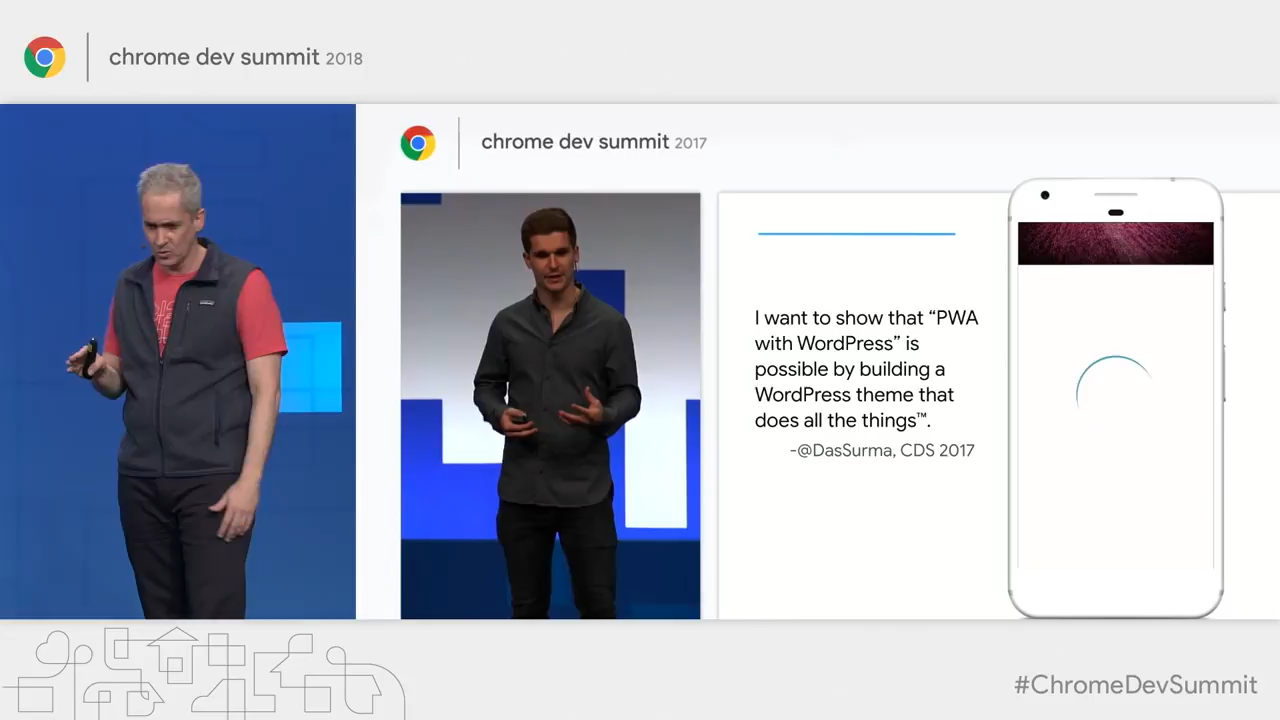 chrome dev summit 2018
chrome dev summit 2017
I want to show that “PWA
with WordPress” is
possible by building a
WordPress theme that
does all the things™.
-@DasSurma, CDS 2017
#ChromeDevSummit